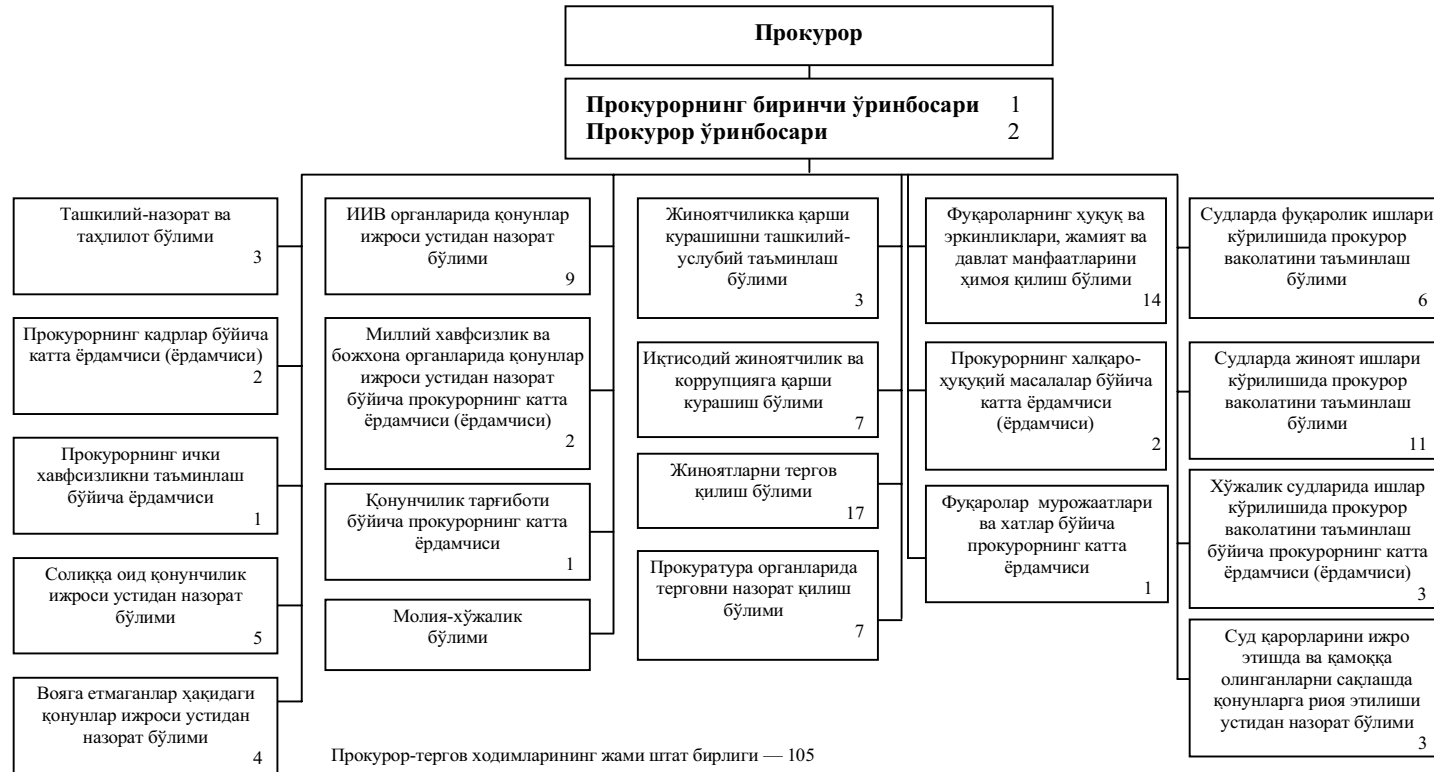 Прокурор
Прокурорнинг биринчи ўринбосари 1
Прокурор ўринбосари 2
Ташкилий-назорат ва
таҳлилот бўлими
3
Прокурорнинг кадрлар бўйича
катта ёрдамчиси (ёрдамчиси)
2
Прокурорнинг ички
хавфсизликни таъминлаш
бўйича ёрдамчиси
1
Солиққа оид қонунчилик
ижроси устидан назорат
бўлими
5
Вояга етмаганлар ҳақидаги
қонунлар ижроси устидан
назорат бўлими
4
ИИВ органларида қонунлар
ижроси устидан назорат
бўлими
9
Миллий хавфсизлик ва
божхона органларида қонунлар
ижроси устидан назорат
бўйича прокурорнинг катта
ёрдамчиси (ёрдамчиси)
2
Қонунчилик тарғиботи
бўйича прокурорнинг катта
ёрдамчиси
1
Молия-хўжалик
бўлими
Жиноятчиликка қарши
курашишни ташкилий-
услубий таъминлаш
бўлими
3
Иқтисодий жиноятчилик ва
коррупцияга қарши
курашиш бўлими
7
Жиноятларни тергов
қилиш бўлими
17
Прокуратура органларида
терговни назорат қилиш
бўлими
7
Фуқароларнинг ҳуқуқ ва
эркинликлари, жамият ва
давлат манфаатларини
ҳимоя қилиш бўлими
14
Прокурорнинг халқаро-
ҳуқуқий масалалар бўйича
катта ёрдамчиси
(ёрдамчиси)
2
Фуқаролар мурожаатлари
ва хатлар бўйича
прокурорнинг катта
ёрдамчиси
1
Судларда фуқаролик ишлари
кўрилишида прокурор
ваколатини таъминлаш
бўлими
6
Судларда жиноят ишлари
кўрилишида прокурор
ваколатини таъминлаш
бўлими
11
Хўжалик судларида ишлар
кўрилишида прокурор
ваколатини таъминлаш
бўйича прокурорнинг катта
ёрдамчиси (ёрдамчиси)
3
Суд қарорларини ижро
этишда ва қамоққа
олинганларни сақлашда
қонунларга риоя этилиши
устидан назорат бўлими
3
Прокурор-тергов ходимларининг жами штат бирлиги — 105